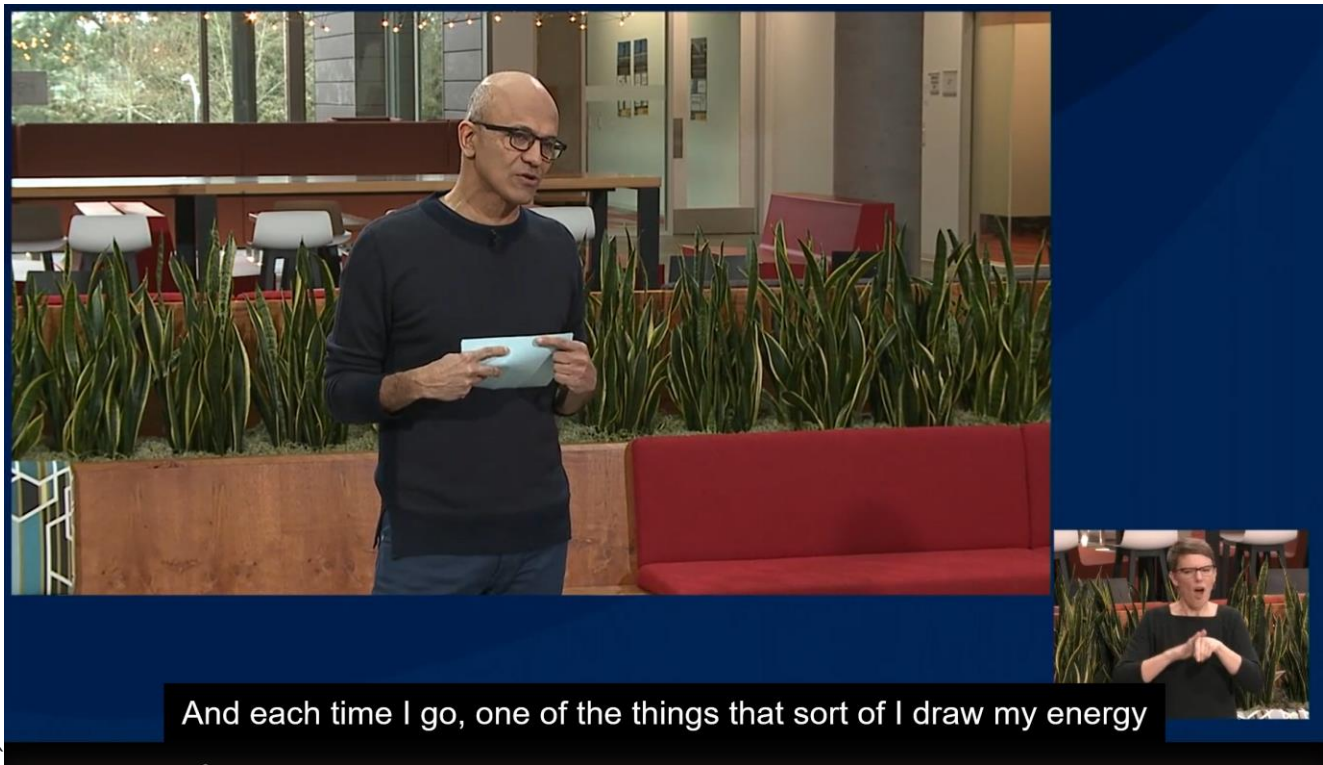 And each time I go, one of the things that sort of I draw my energy